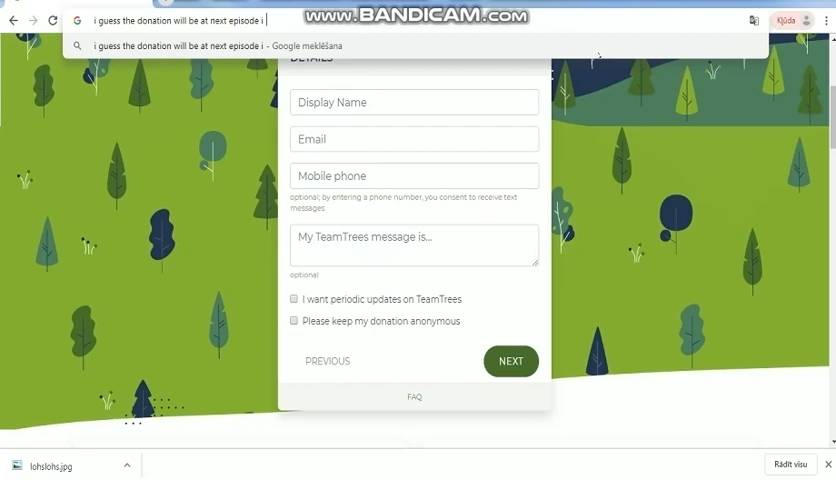 WWW.BANDICAM.COM
i guess the donation will be at next episode i
Kļūda
i guess the donation will be at next episode i - Google meklēšana
DETAILS
Display Name
Email
Mobile phone
optional; by entering a phone number, you consent to receive text
messages
My TeamTrees message is...
optional
I want periodic updates on TeamTrees
Please keep my donation anonymous
PREVIOUS
NEXT
FAQ
lohslohs.jpg
Rādīt visu